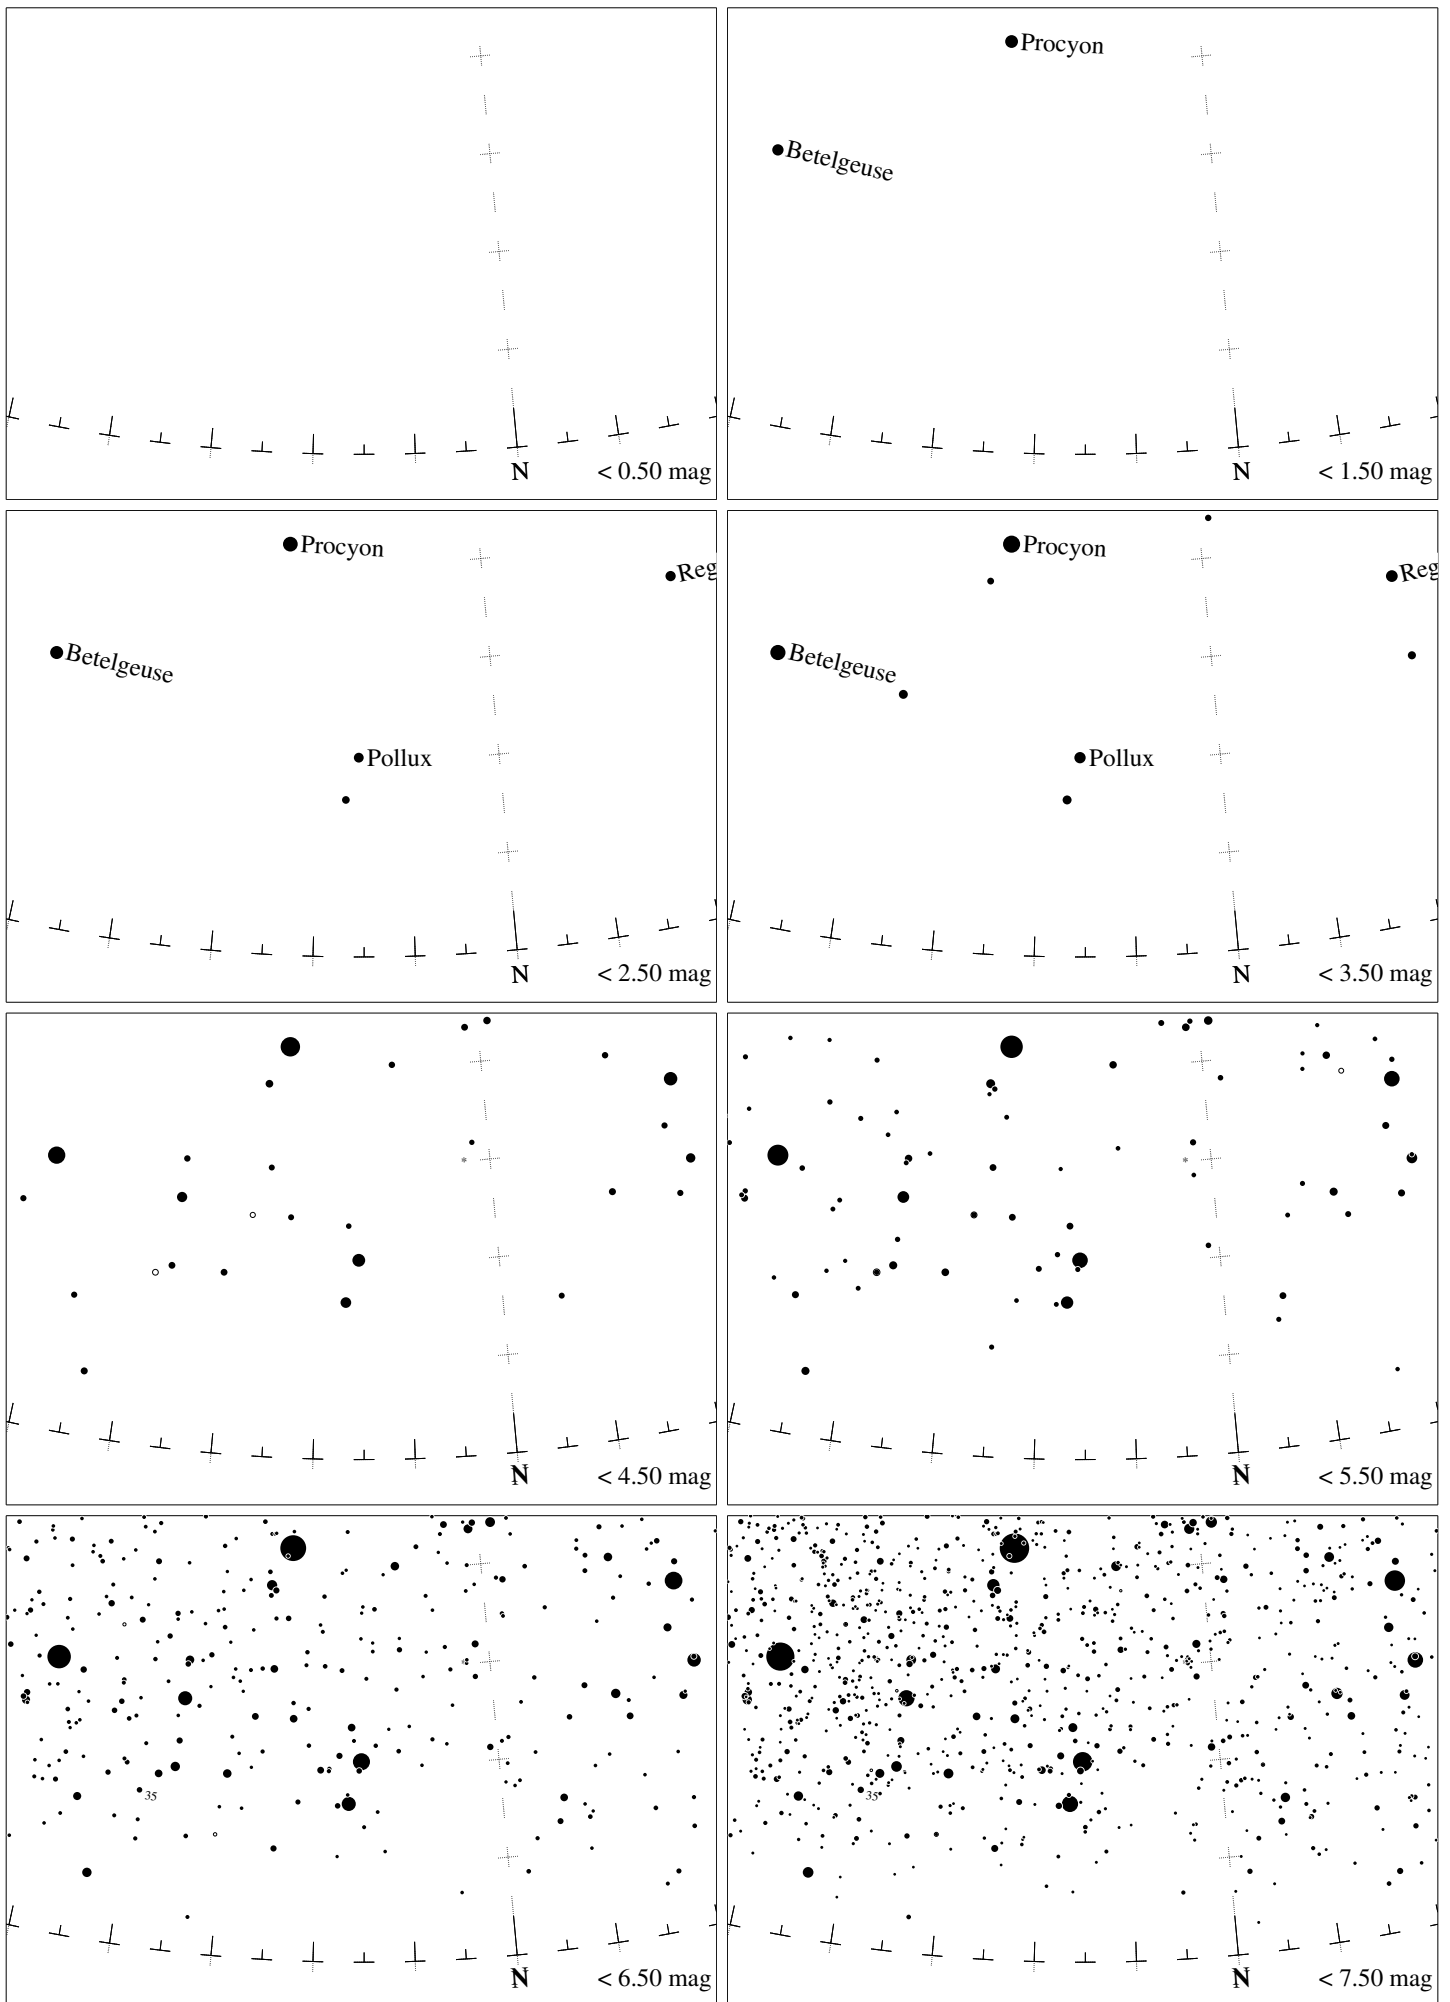 N
< 0.50 mag
Procyon
Betelgeuse
N
< 1.50 mag
Procyon
Reg
Betelgeuse
Pollux
N
< 2.50 mag
Procyon
Reg
Betelgeuse
Pollux
N
< 3.50 mag
N
< 4.50 mag
N
< 5.50 mag
35
N
< 6.50 mag
35
N
< 7.50 mag